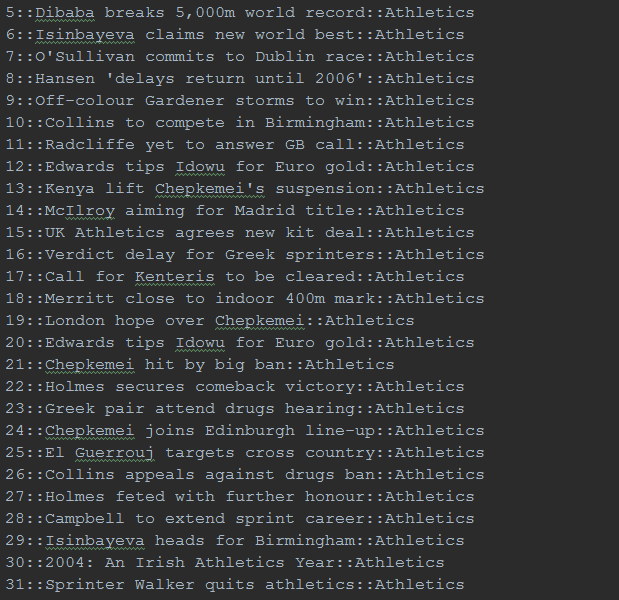 5::Dibaba breaks 5,000m world record::Athletics
6::Isinbayeva claims new world best::Athletics
7::O'Sullivan commits to Dublin race::Athletics
8::Hansen 'delays return until 2006'::Athletics
9::Off-colour Gardener storms to win::Athletics
10::Collins to compete in Birmingham::Athletics
11::Radcliffe yet to answer GB call::Athletics
12::Edwards tips Idowu for Euro gold::Athletics
13::Kenya lift Chepkemei's suspension::Athletics
14::McIlroy aiming for Madrid title::Athletics
15::UK Athletics agrees new kit deal::Athletics
16::Verdict delay for Greek sprinters::Athletics
17::Call for Kenteris to be cleared::Athletics
18::Merritt close to indoor 400m mark::Athletics
19::London hope over Chepkemei::Athletics
20::Edwards tips Idowu for Euro gold::Athletics
21::Chepkemei hit by big ban::Athletics
22::Holmes secures comeback victory::Athletics
23::Greek pair attend drugs hearing::Athletics
24::Chepkemei joins Edinburgh line-up::Athletics
25::El Guerrouj targets cross country::Athletics
26::Collins appeals against drugs ban::Athletics
27::Holmes feted with further honour::Athletics
28::Campbell to extend sprint career::Athletics
29::Isinbayeva heads for Birmingham::Athletics
30::2004: An Irish Athletics Year::Athletics
31::Sprinter Walker quits athletics::Athletics